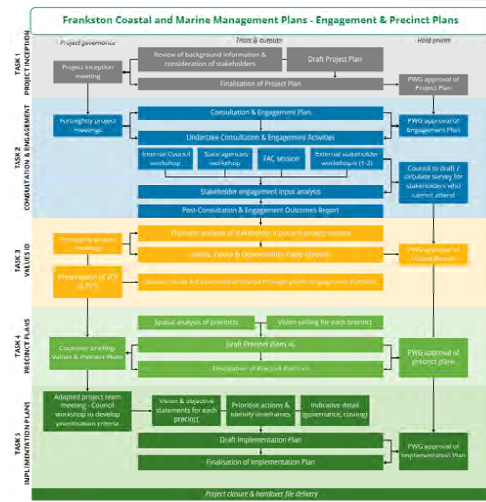 Frankston Coastal and Marine Management Plans - Engagement & Precinct Plans
Project governance
Tasks & outputs
Hold points
TASK 1
PROJECT INCEPTION
Project inception
meeting
Review of background information &
consideration of stakeholders
Draft Project Plan
Finalisation of Project Plan
PWG approval of
Project Plan
TASK 2
CONSULTATION & ENGAGEMENT
Fortnightly project
meetings
Consultation & Engagement Plan
Undertake Consultation & Engagement Activities
Internal Council
workshop
State agencies
workshop
FAC session
External stakeholder
workshop/s (1-2)
Stakeholder engagement input analysis
Post-Consultation & Engagement Outcomes Report
PWG approval of
Engagement Plan
Council to draft /
circulate survey for
stakeholders who
cannot attend
TASK 3
VALUES ID
Fortnightly project
meetings
Presentation of
Thematic analysis of stakeholder input and project context
Values
PWG approval of
TASK 4
PRECINCT PLANS
Spatial analysis of precincts
Vision setting for each precinct
Councillor briefing-
Values & Precinct Plans
Draft Precinct plans
Finalisation of Precinct Plans
PWG approval of
precinct plans
TASK 5
INPLIMENTATION PLANS
Adapted project team
meeting - Council
workshop to develop
prioritisation criteria
Vision & objective
statements for each
precinct
Prioritise actions &
identify timeframes
Indicative detail
(governance, costing)
Draft Implementation Plan
Finalisation of Implementation Plan
PWG approval of
Implementation Plan
Project closure & handover file delivery